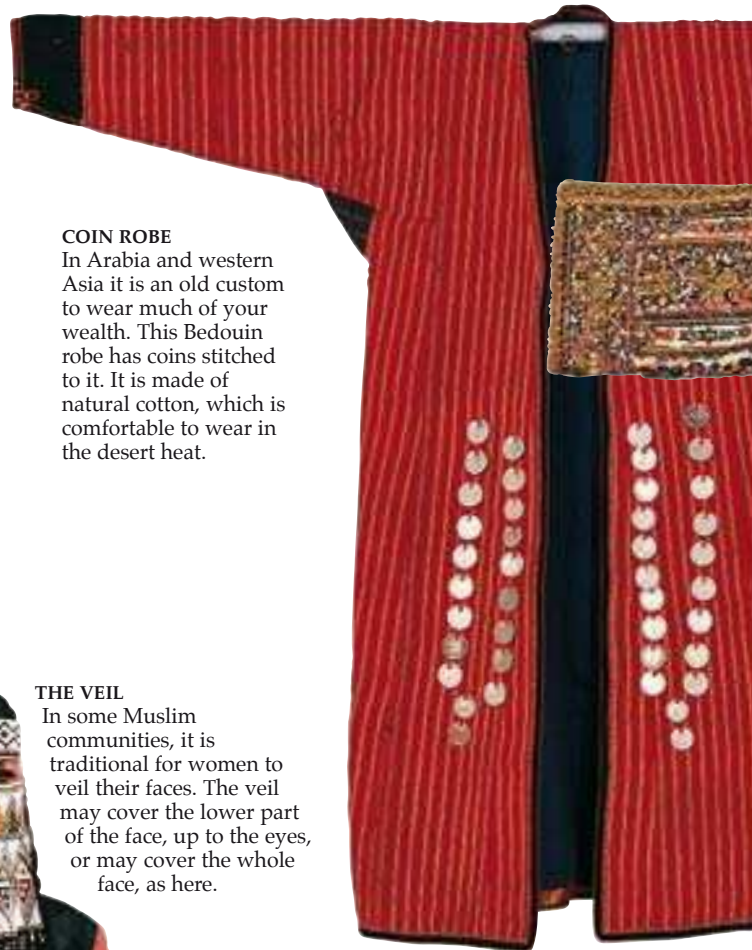 COIN ROBE
In Arabia and western
Asia it is an old custom
to wear much of your
wealth. This Bedouin
robe has coins stitched
to it. It is made of
natural cotton, which is
comfortable to wear in
the desert heat.
THE VEIL
In some Muslim
communities, it is
traditional for women to
veil their faces. The veil
may cover the lower part
of the face, up to the eyes,
or may cover the whole
face, as here.